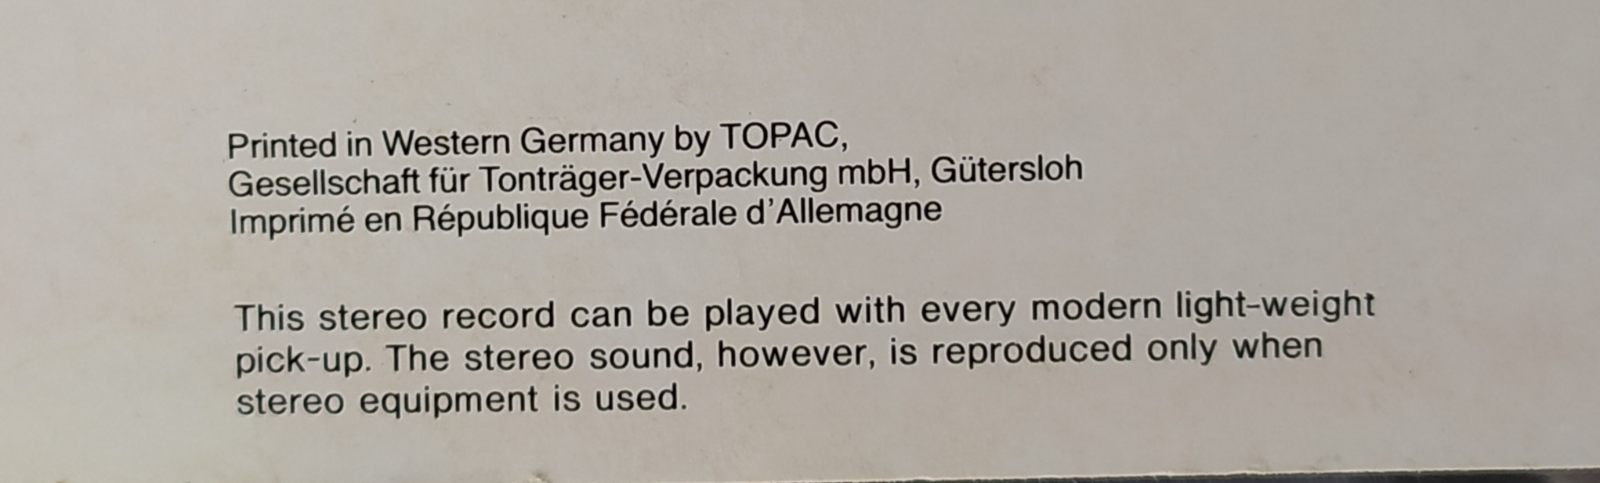 Printed in Western Germany by TOPAC,
Gesellschaft für Tonträger-Verpackung mbH, Gütersloh
Imprimé en République Fédérale d'Allemagne
This stereo record can be played with every modern light-weight
pick-up. The stereo sound, however, is reproduced only when
stereo equipment is used.